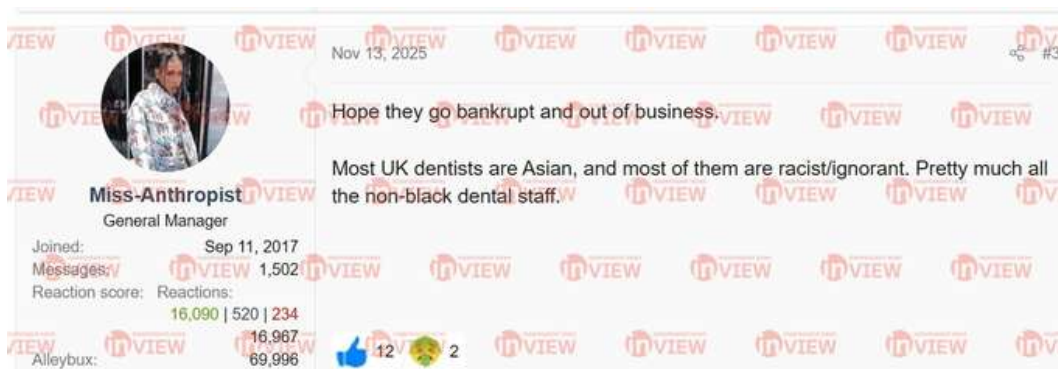 Nov 13, 2025
#3
Hope they go bankrupt and out of business.
Most UK dentists are Asian, and most of them are racist/ignorant. Pretty much all
the non-black dental staff.
Miss-Anthropist
General Manager
Joined: Sep 11, 2017
Messages: 1,502
Reaction score: Reactions:
16,090 | 520 | 234
16,967
Alleybux: 69,996
12 2
INVIEW